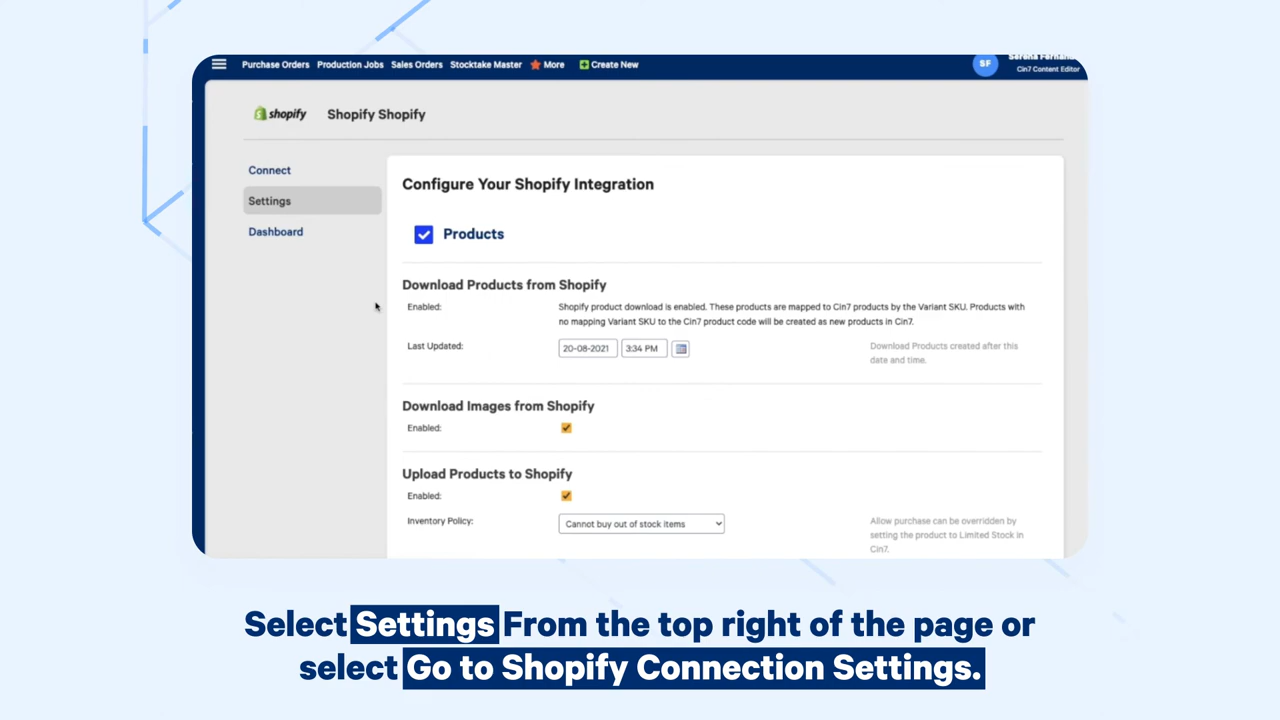 Purchase Orders Production Jobs Sales Orders Stocktake Master More Create New
SF
Serena
Cin7 Content Editor
shopify Shopify Shopify
Connect
Settings
Dashboard
Configure Your Shopify Integration
Products
Download Products from Shopify
Enabled: Shopify product download is enabled. These products are mapped to Cin7 products by the Variant SKU. Products with
no mapping Variant SKU to the Cin7 product code will be created as new products in Cin7.
Last Updated: 20-08-2021 3:34 PM Download Products created after this
date and time.
Download Images from Shopify
Enabled:
Upload Products to Shopify
Enabled:
Inventory Policy: Cannot buy out of stock items Allow purchase can be overridden by
setting the product to Limited Stock in
Cin7.
Select Settings From the top right of the page or
select Go to Shopify Connection Settings.